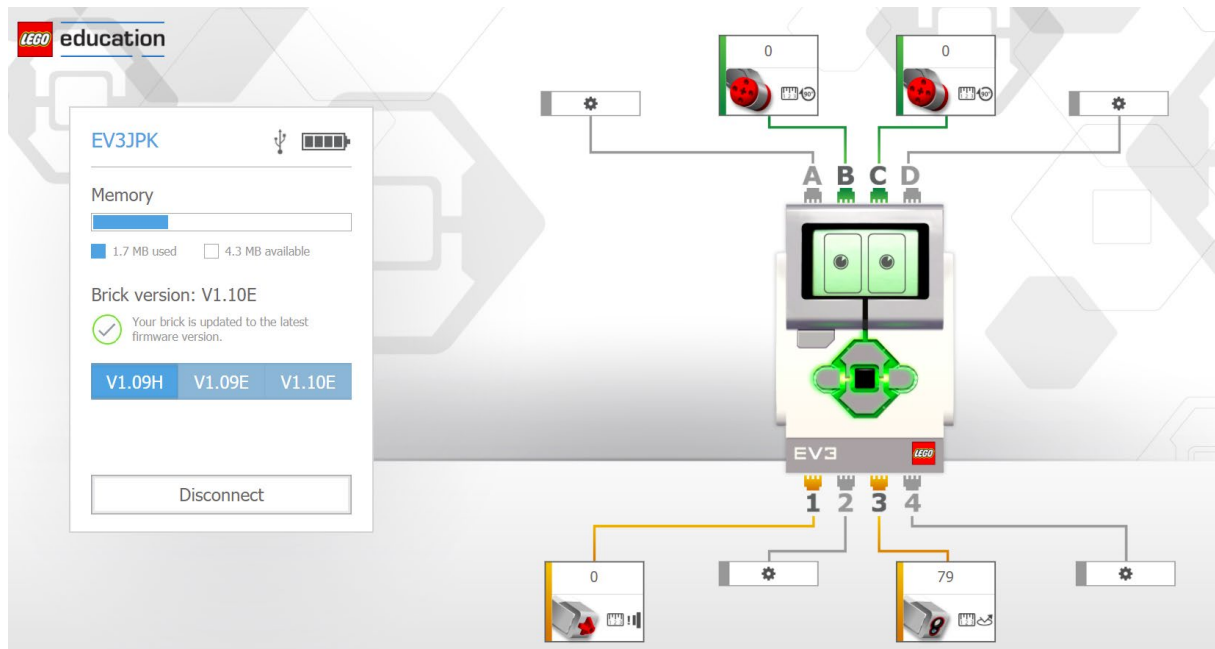 LEGO education
EV3JPK
Memory
1.7 MB used 4.3 MB available
Brick version: V1.10E
Your brick is updated to the latest
firmware version.
V1.09H V1.09E V1.10E
Disconnect
0 0
90° 90°
A B C D
EV3 LEGO
1 2 3 4
0 79